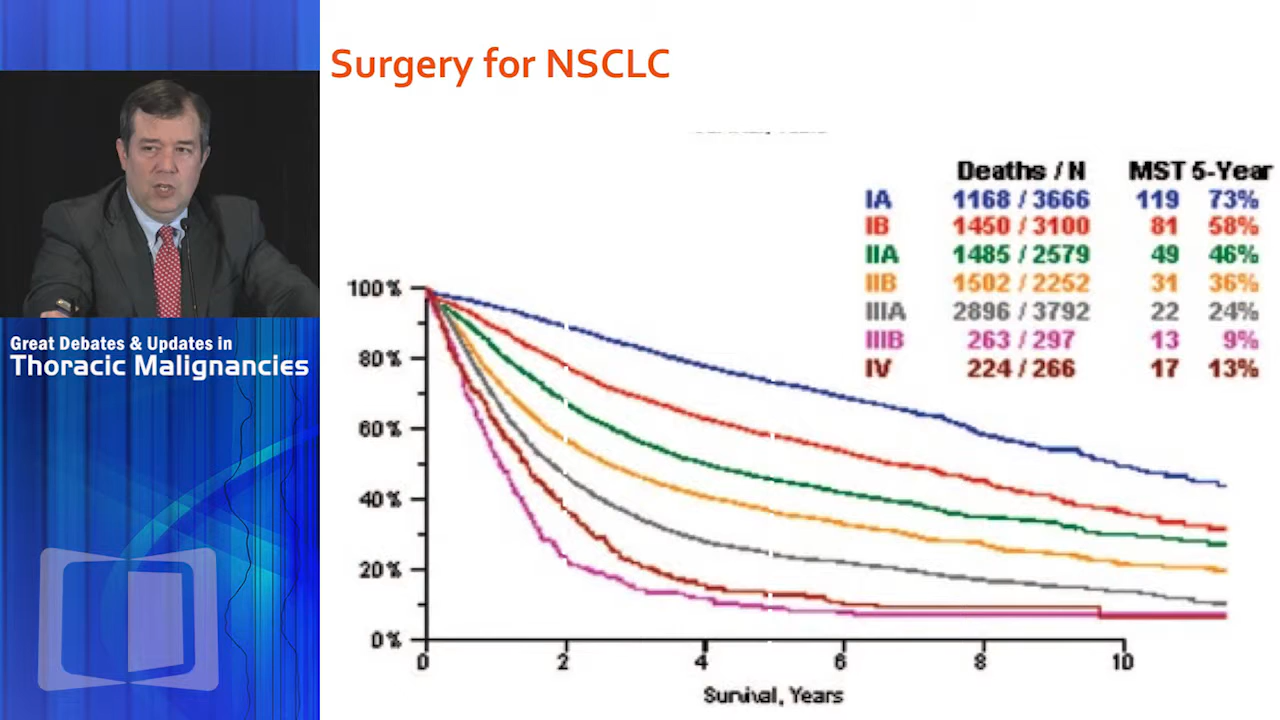 Surgery for NSCLC
Deaths / N MST 5-Year
IA 1168 / 3666 119 73%
IB 1450 / 3100 81 58%
IIA 1485 / 2579 49 46%
IIB 1502 / 2252 31 36%
IIIA 2896 / 3792 22 24%
IIIB 263 / 297 13 9%
IV 224 / 266 17 13%
100%
80%
60%
40%
20%
0%
0 2 4 6 8 10
Survival, Years
Great Debates & Updates in
Thoracic Malignancies